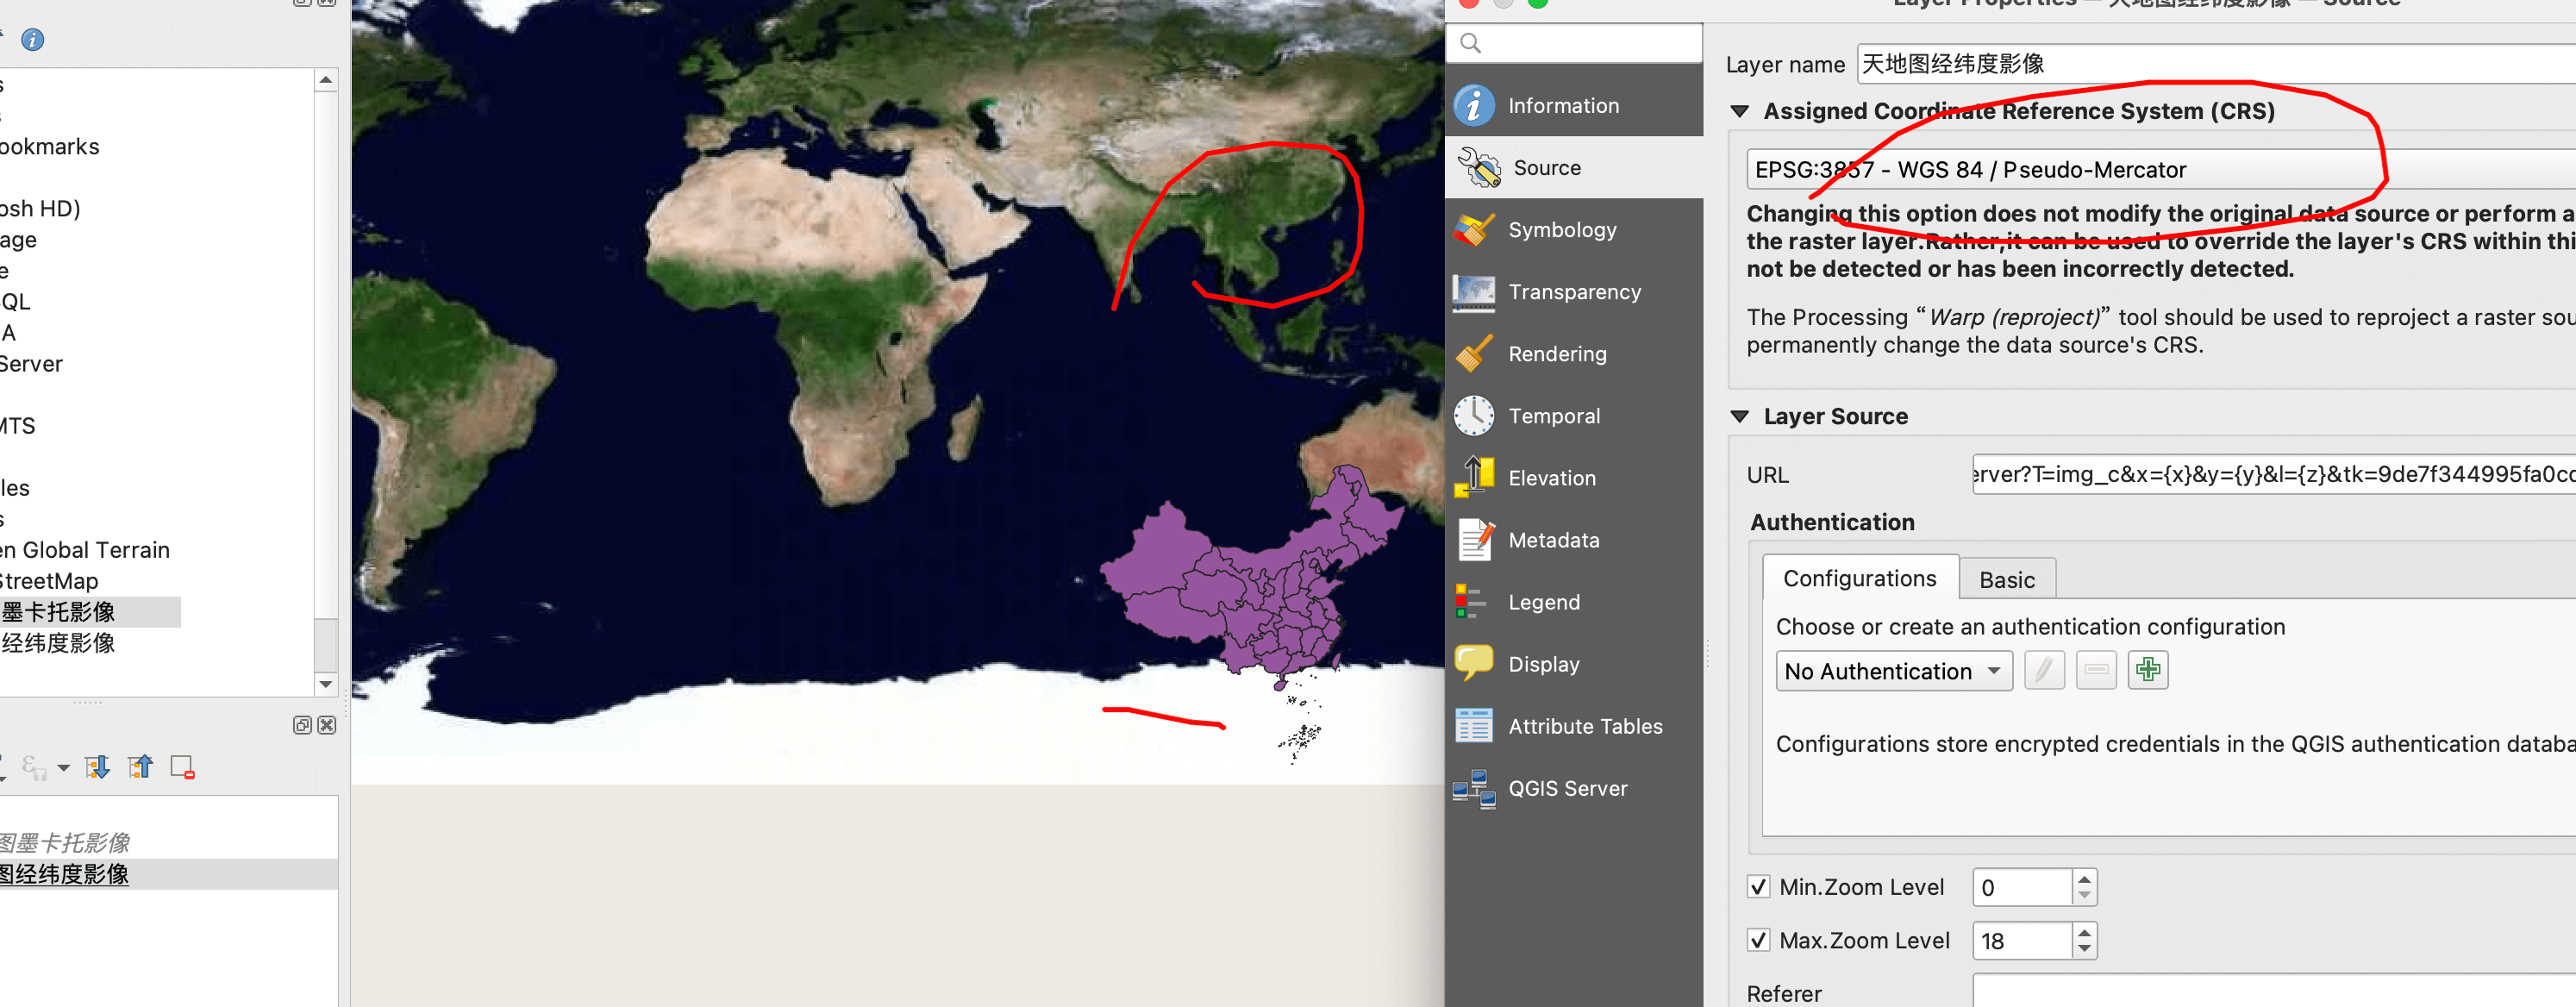 ookmarks
osh HD)
age
e
QL
A
Server
MTS
les
s
en Global Terrain
StreetMap
墨卡托影像
经纬度影像
图墨卡托影像
图经纬度影像
Layer Properties — 天地图经纬度影像 — Source
Information
Source
Symbology
Transparency
Rendering
Temporal
Elevation
Metadata
Legend
Display
Attribute Tables
QGIS Server
Layer name 天地图经纬度影像
Assigned Coordinate Reference System (CRS)
EPSG:3857 - WGS 84 / Pseudo-Mercator
Changing this option does not modify the original data source or perform a
the raster layer.Rather,it can be used to override the layer's CRS within thi
not be detected or has been incorrectly detected.
The Processing “Warp (reproject)” tool should be used to reproject a raster sou
permanently change the data source's CRS.
Layer Source
URL erver?T=img_c&x={x}&y={y}&l={z}&tk=9de7f344995fa0cc
Authentication
Configurations Basic
Choose or create an authentication configuration
No Authentication
Configurations store encrypted credentials in the QGIS authentication databa
Min.Zoom Level 0
Max.Zoom Level 18
Referer